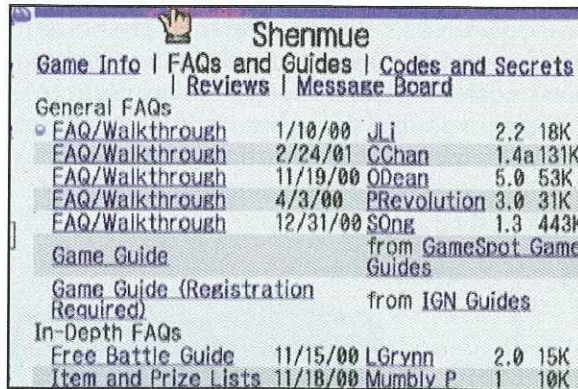 Shenmue
Game Info | FAQs and Guides | Codes and Secrets
| Reviews | Message Board
General FAQs
FAQ/Walkthrough 1/10/00 JLi 2.2 18K
FAQ/Walkthrough 2/24/01 CChan 1.4a 131K
FAQ/Walkthrough 11/19/00 ODean 5.0 53K
FAQ/Walkthrough 4/3/00 PRevolution 3.0 31K
FAQ/Walkthrough 12/31/00 SOng 1.3 443K
Game Guide from GameSpot Game Guides
Game Guide (Registration Required) from IGN Guides
In-Depth FAQs
Free Battle Guide 11/15/00 LGrynn 2.0 15K
Item and Prize Lists 11/18/00 Mumbly P 1 10K